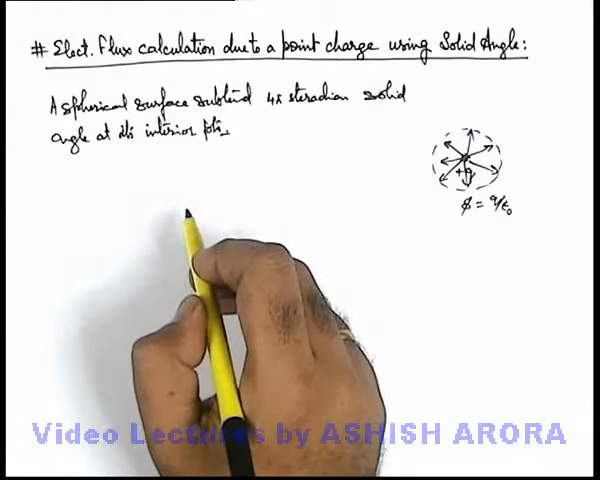 # Elect. Flux calculation due to a point charge using Solid Angle:
A spherical surface subtend 4π steradian solid
angle at its interior pts_
+q
φ = q/ε₀
Video Lectures by ASHISH ARORA